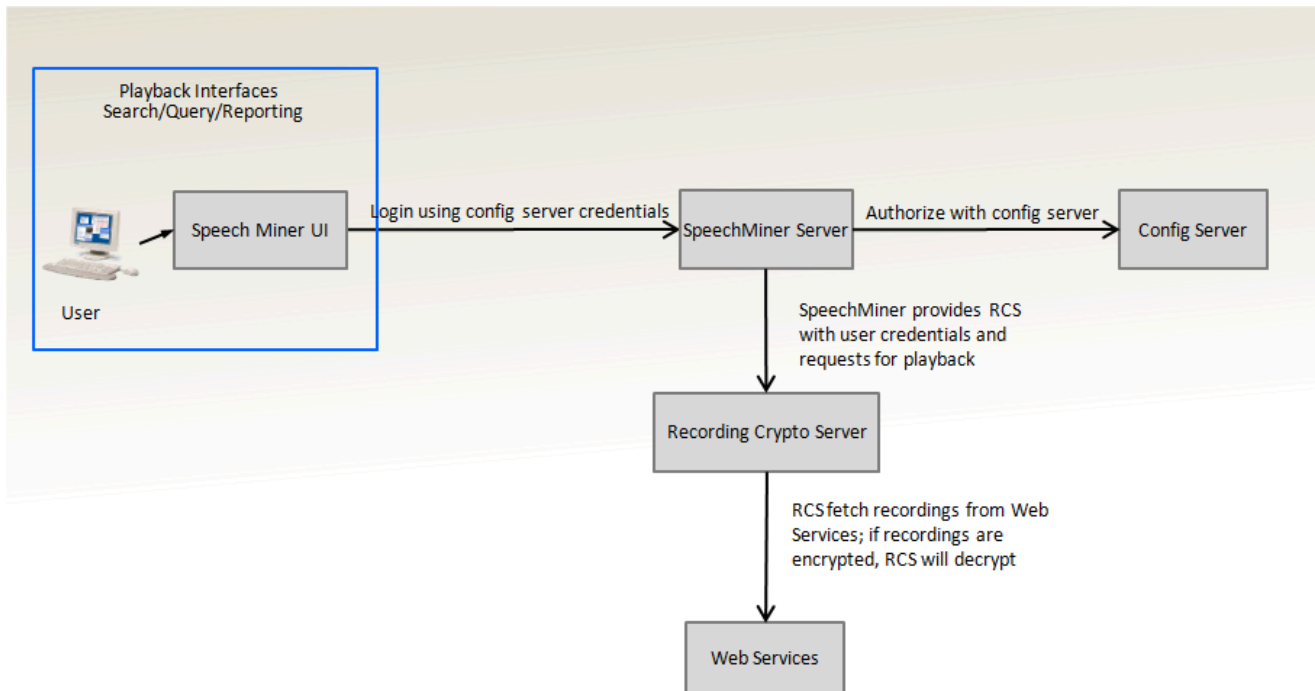 Playback Interfaces
Search/Query/Reporting
Speech Miner UI
User
Login using config server credentials
SpeechMiner Server
Authorize with config server
Config Server
SpeechMiner provides RCS
with user credentials and
requests for playback
Recording Crypto Server
RCS fetch recordings from Web
Services; if recordings are
encrypted, RCS will decrypt
Web Services